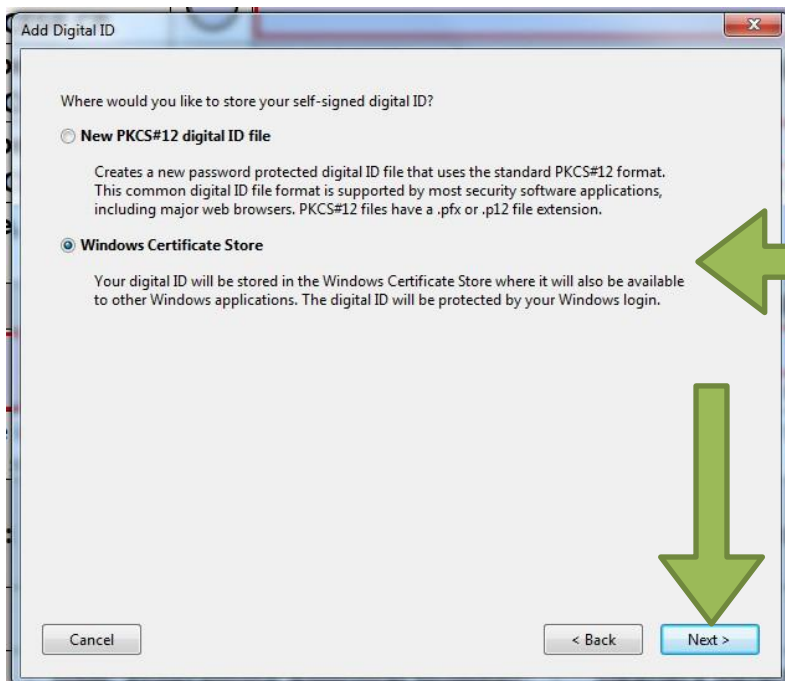 Add Digital ID
Where would you like to store your self-signed digital ID?
New PKCS#12 digital ID file
Creates a new password protected digital ID file that uses the standard PKCS#12 format.
This common digital ID file format is supported by most security software applications,
including major web browsers. PKCS#12 files have a .pfx or .p12 file extension.
Windows Certificate Store
Your digital ID will be stored in the Windows Certificate Store where it will also be available
to other Windows applications. The digital ID will be protected by your Windows login.
Cancel
< Back
Next >